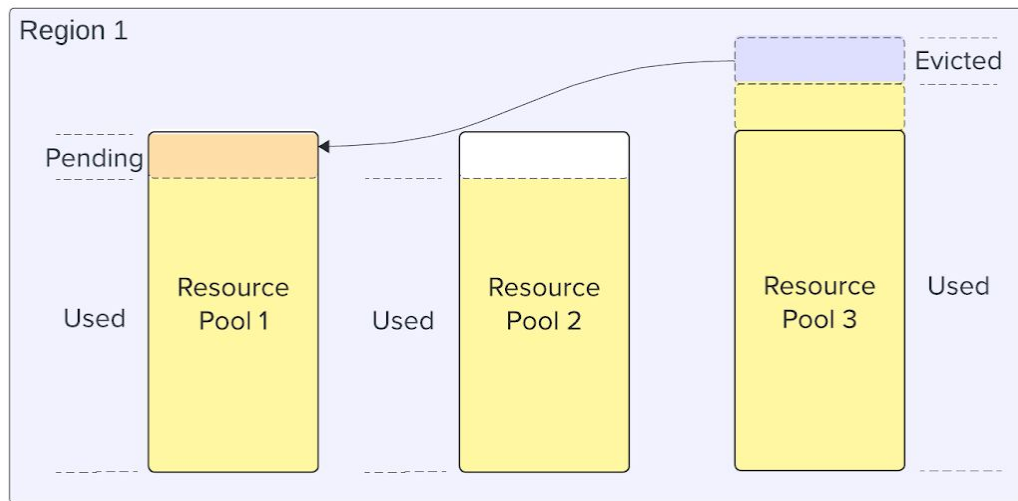 Region 1
Evicted
Pending
Resource
Pool 1
Resource
Pool 2
Resource
Pool 3
Used
Used
Used